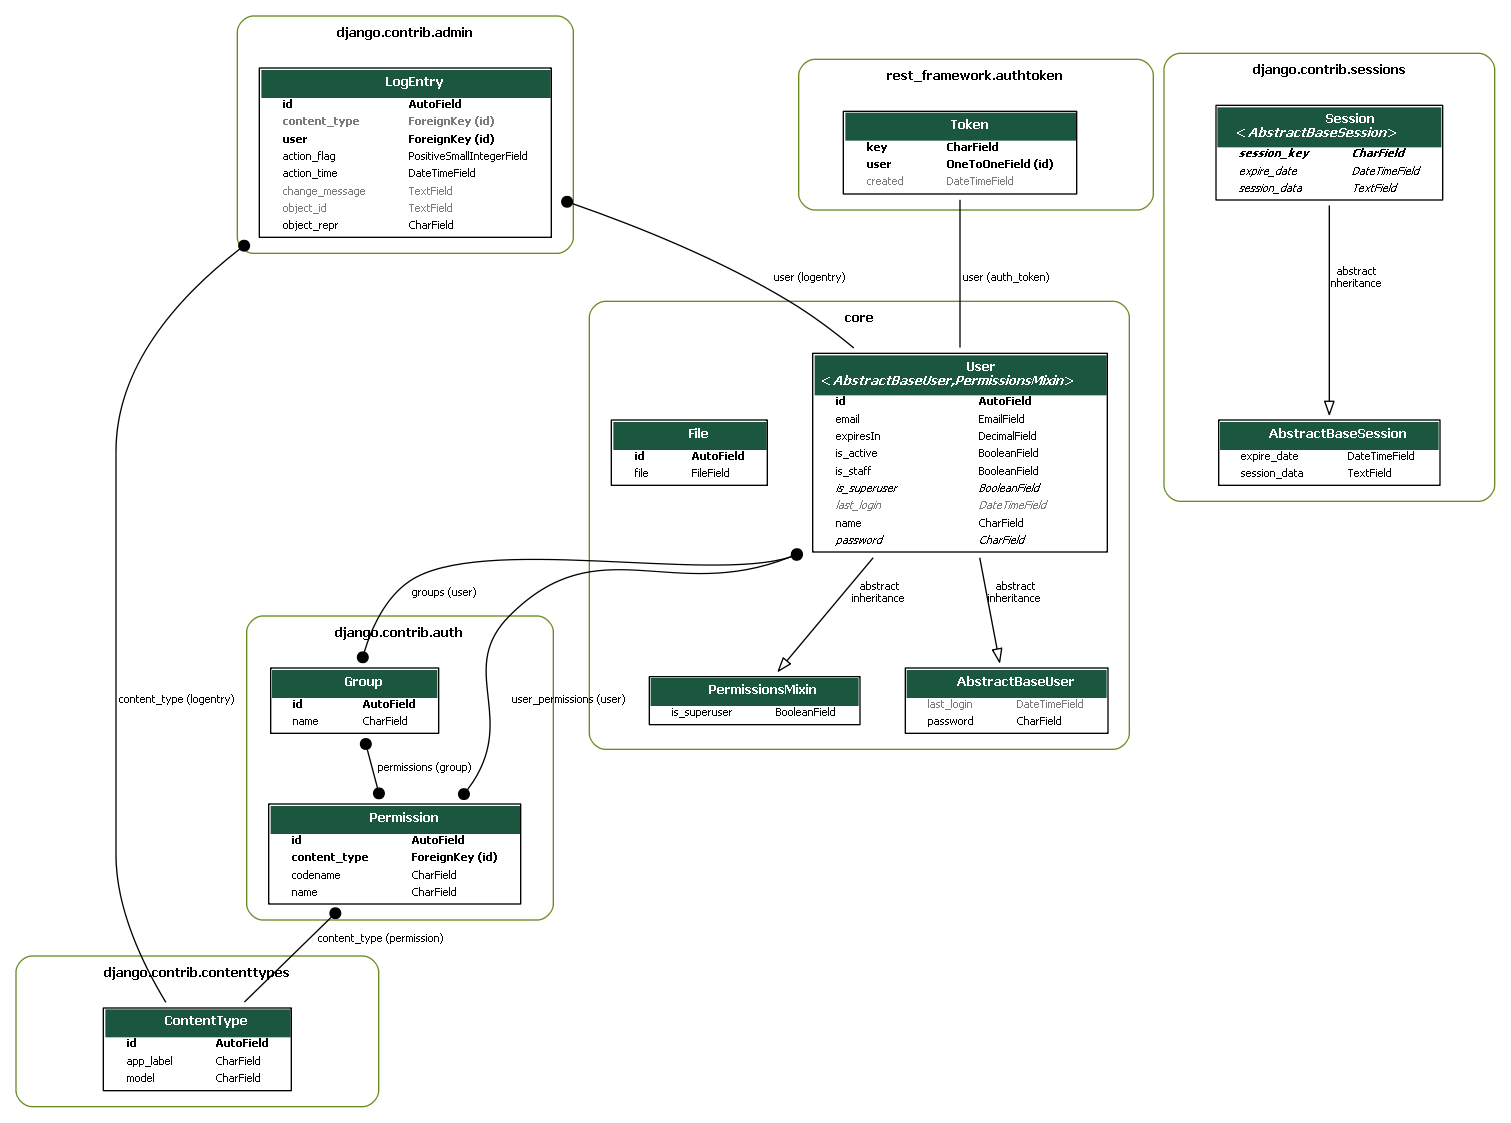 django.contrib.admin
LogEntry
id AutoField
content_type ForeignKey (id)
user ForeignKey (id)
action_flag PositiveSmallIntegerField
action_time DateTimeField
change_message TextField
object_id TextField
object_repr CharField
rest_framework.authtoken
Token
key CharField
user OneToOneField (id)
created DateTimeField
django.contrib.sessions
Session
<AbstractBaseSession>
session_key CharField
expire_date DateTimeField
session_data TextField
user (logentry)
user (auth_token)
abstract
inheritance
core
User
<AbstractBaseUser,PermissionsMixin>
id AutoField
email EmailField
expiresIn DecimalField
is_active BooleanField
is_staff BooleanField
is_superuser BooleanField
last_login DateTimeField
name CharField
password CharField
File
id AutoField
file FileField
AbstractBaseSession
expire_date DateTimeField
session_data TextField
groups (user)
abstract
inheritance
abstract
inheritance
django.contrib.auth
Group
id AutoField
name CharField
content_type (logentry)
user_permissions (user)
PermissionsMixin
is_superuser BooleanField
AbstractBaseUser
last_login DateTimeField
password CharField
permissions (group)
Permission
id AutoField
content_type ForeignKey (id)
codename CharField
name CharField
content_type (permission)
django.contrib.contenttypes
ContentType
id AutoField
app_label CharField
model CharField